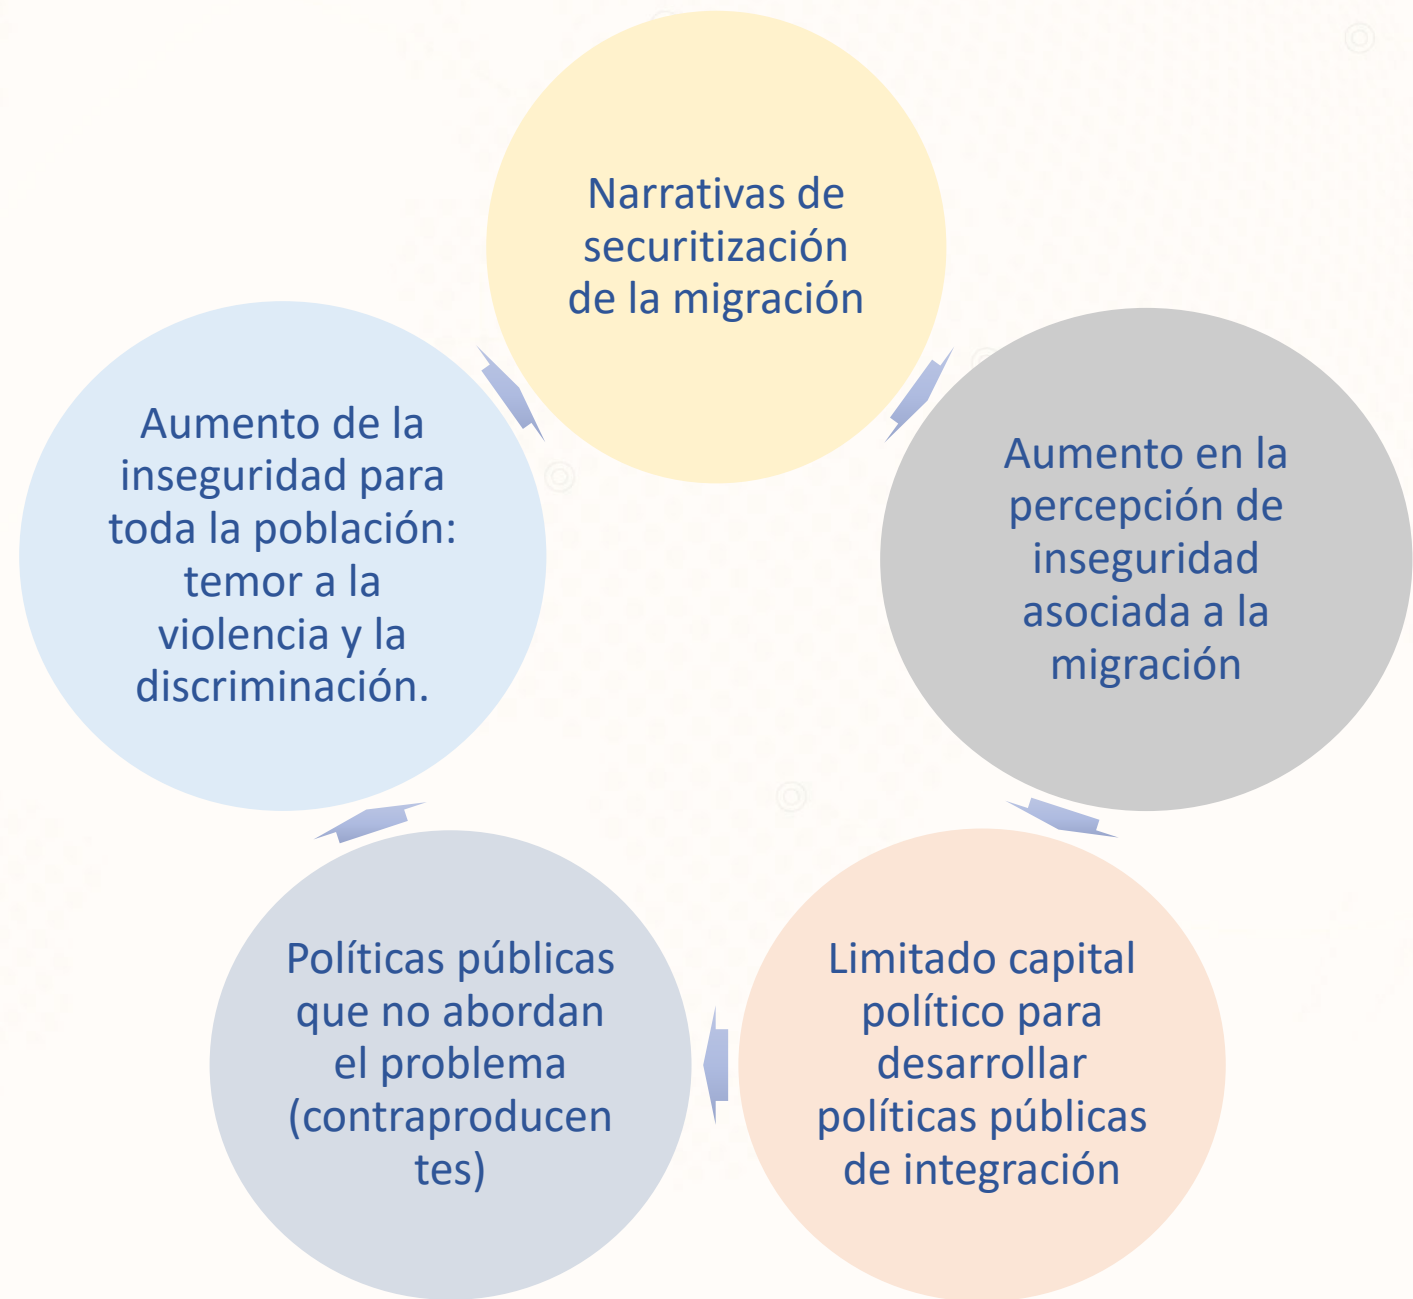 Narrativas de
securitización
de la migración
Aumento en la
percepción de
inseguridad
asociada a la
migración
Limitado capital
político para
desarrollar
políticas públicas
de integración
Políticas públicas
que no abordan
el problema
(contraproducen
tes)
Aumento de la
inseguridad para
toda la población:
temor a la
violencia y la
discriminación.